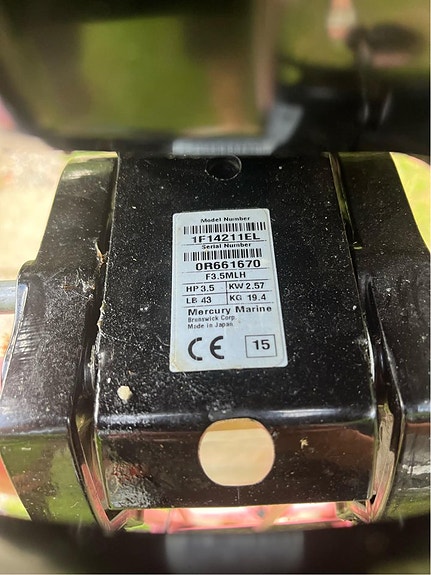 Model Number
1F14211EL
Serial Number
0R661670
F3.5MLH
HP 3.5 KW 2.57
LB 43 KG 19.4
Mercury Marine
Brunswick Corp.
Made in Japan
CE 15